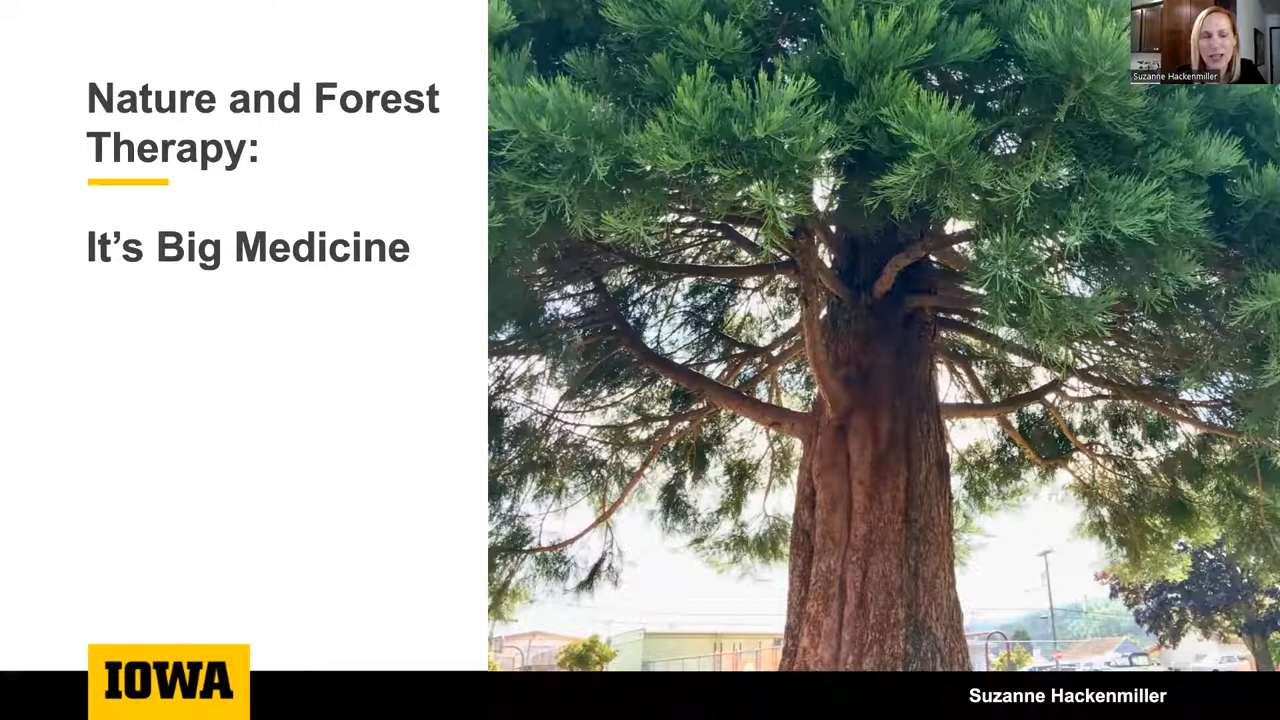 Suzanne Hackenmiller
Nature and Forest
Therapy:
It’s Big Medicine
IOWA
Suzanne Hackenmiller